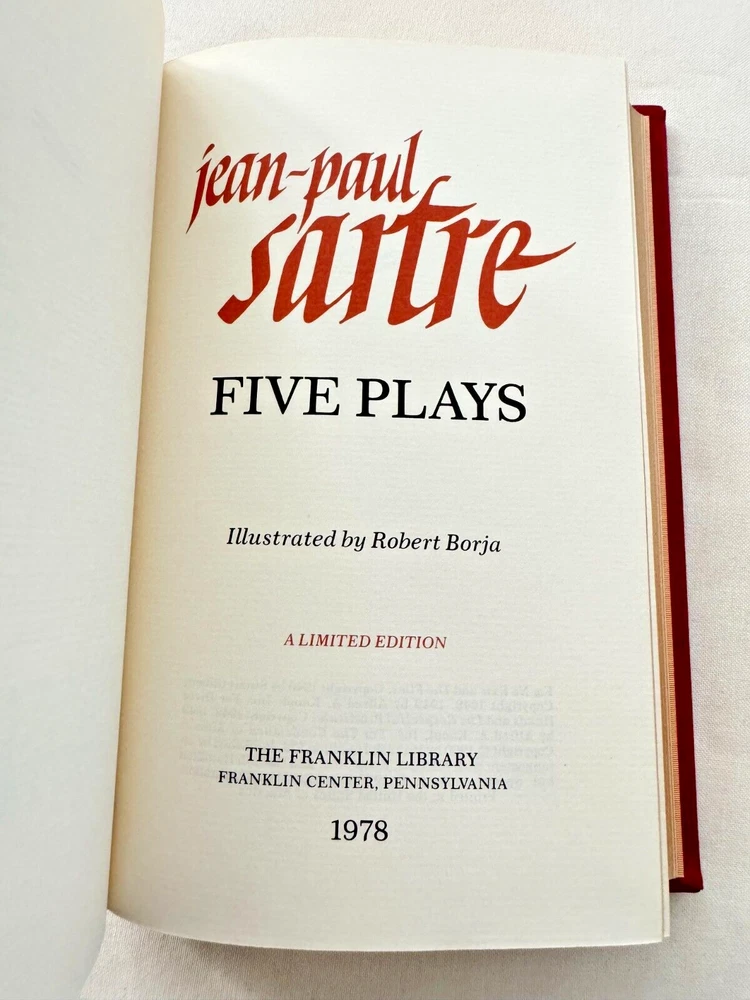 jean-paul
sartre
FIVE PLAYS
Illustrated by Robert Borja
A LIMITED EDITION
THE FRANKLIN LIBRARY
FRANKLIN CENTER, PENNSYLVANIA
1978